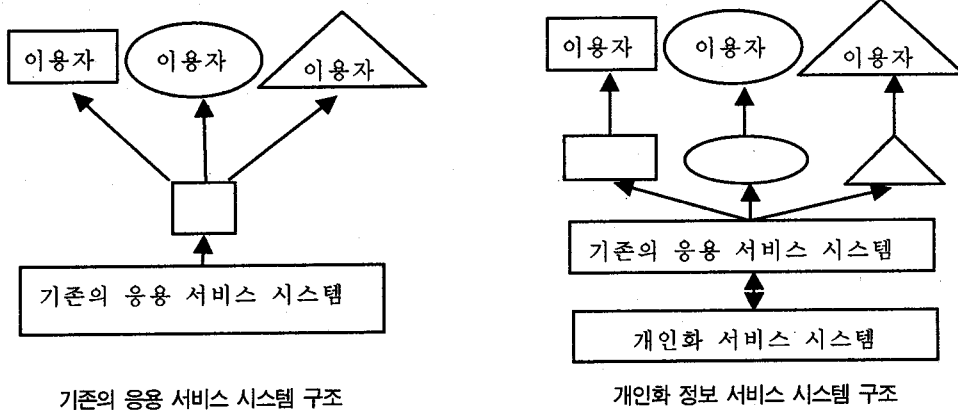 이용자
이용자
이용자
기존의 응용 서비스 시스템
기존의 응용 서비스 시스템 구조
이용자
이용자
이용자
기존의 응용 서비스 시스템
개인화 서비스 시스템
개인화 정보 서비스 시스템 구조